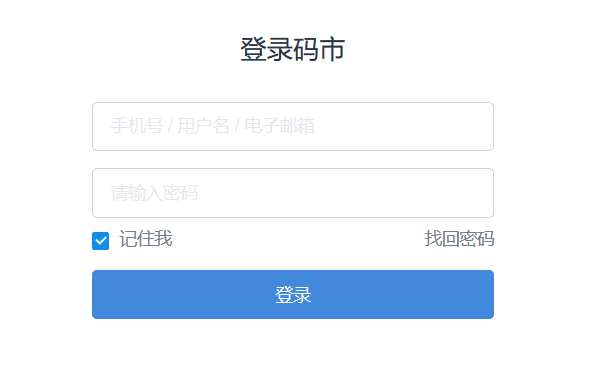 登录码市
手机号 / 用户名 / 电子邮箱
请输入密码
记住我 找回密码
登录